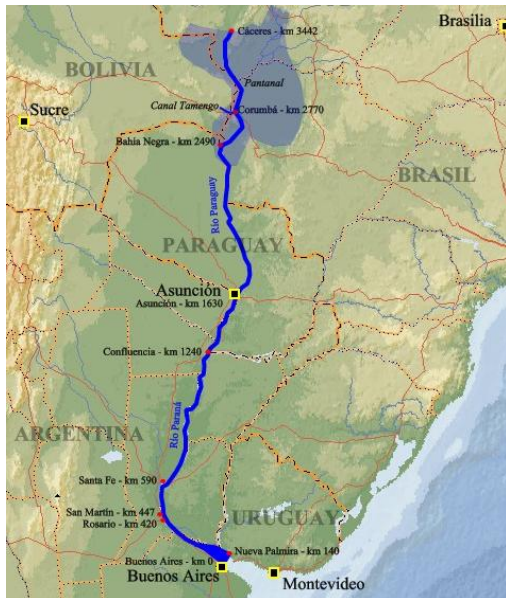 Brasilia
Cáceres - km 3442
BOLIVIA
Pantanal
Sucre
Canal Tamengo
Corumbá - km 2770
Bahia Negra - km 2490
BRASIL
Río Paraguay
PARAGUAY
Asunción
Asunción - km 1630
Confluencia - km 1240
Río Paraná
ARGENTINA
Santa Fe - km 590
San Martín - km 447
Rosario - km 420
URUGUAY
Nueva Palmira - km 140
Buenos Aires - km 0
Buenos Aires
Montevideo